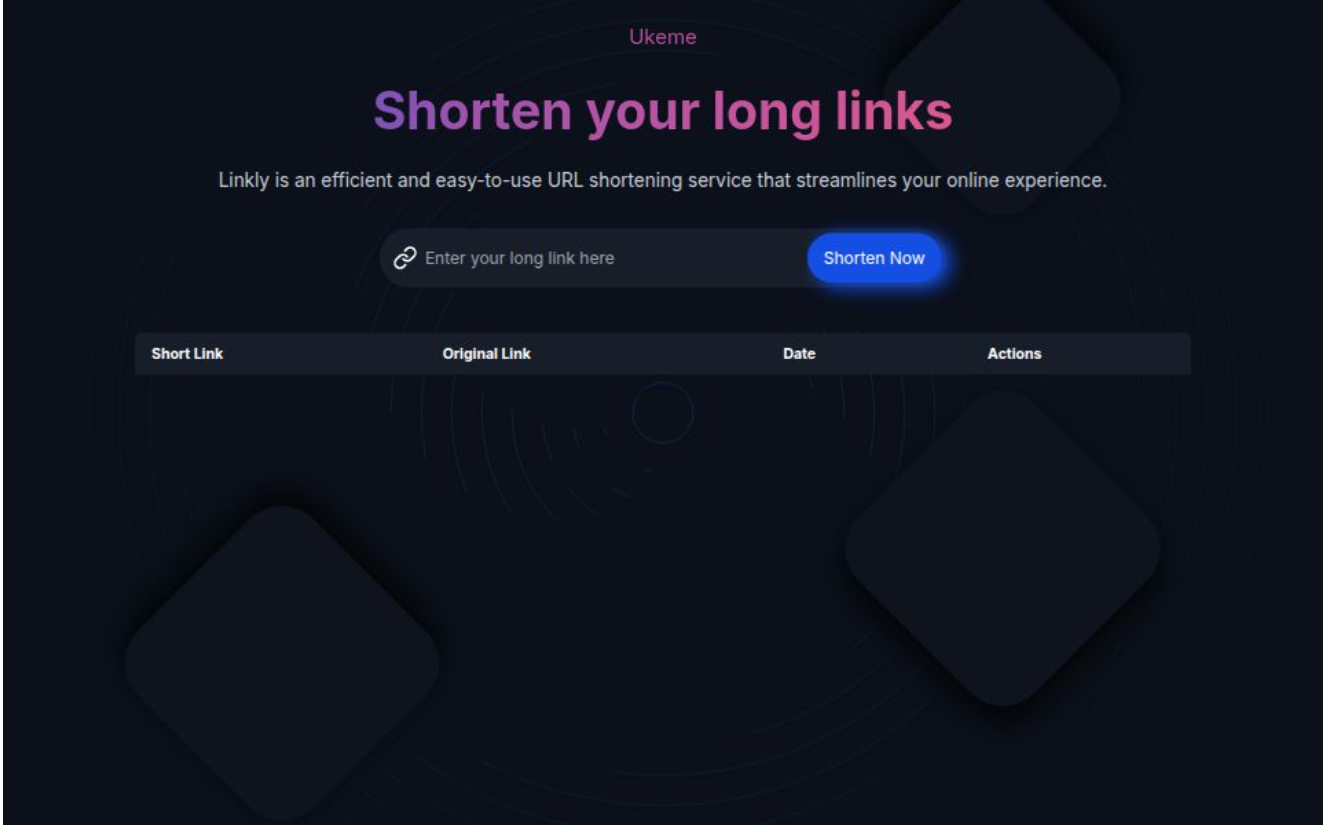 Ukeme
Shorten your long links
Linkly is an efficient and easy-to-use URL shortening service that streamlines your online experience.
Enter your long link here
Shorten Now
Short Link Original Link Date Actions